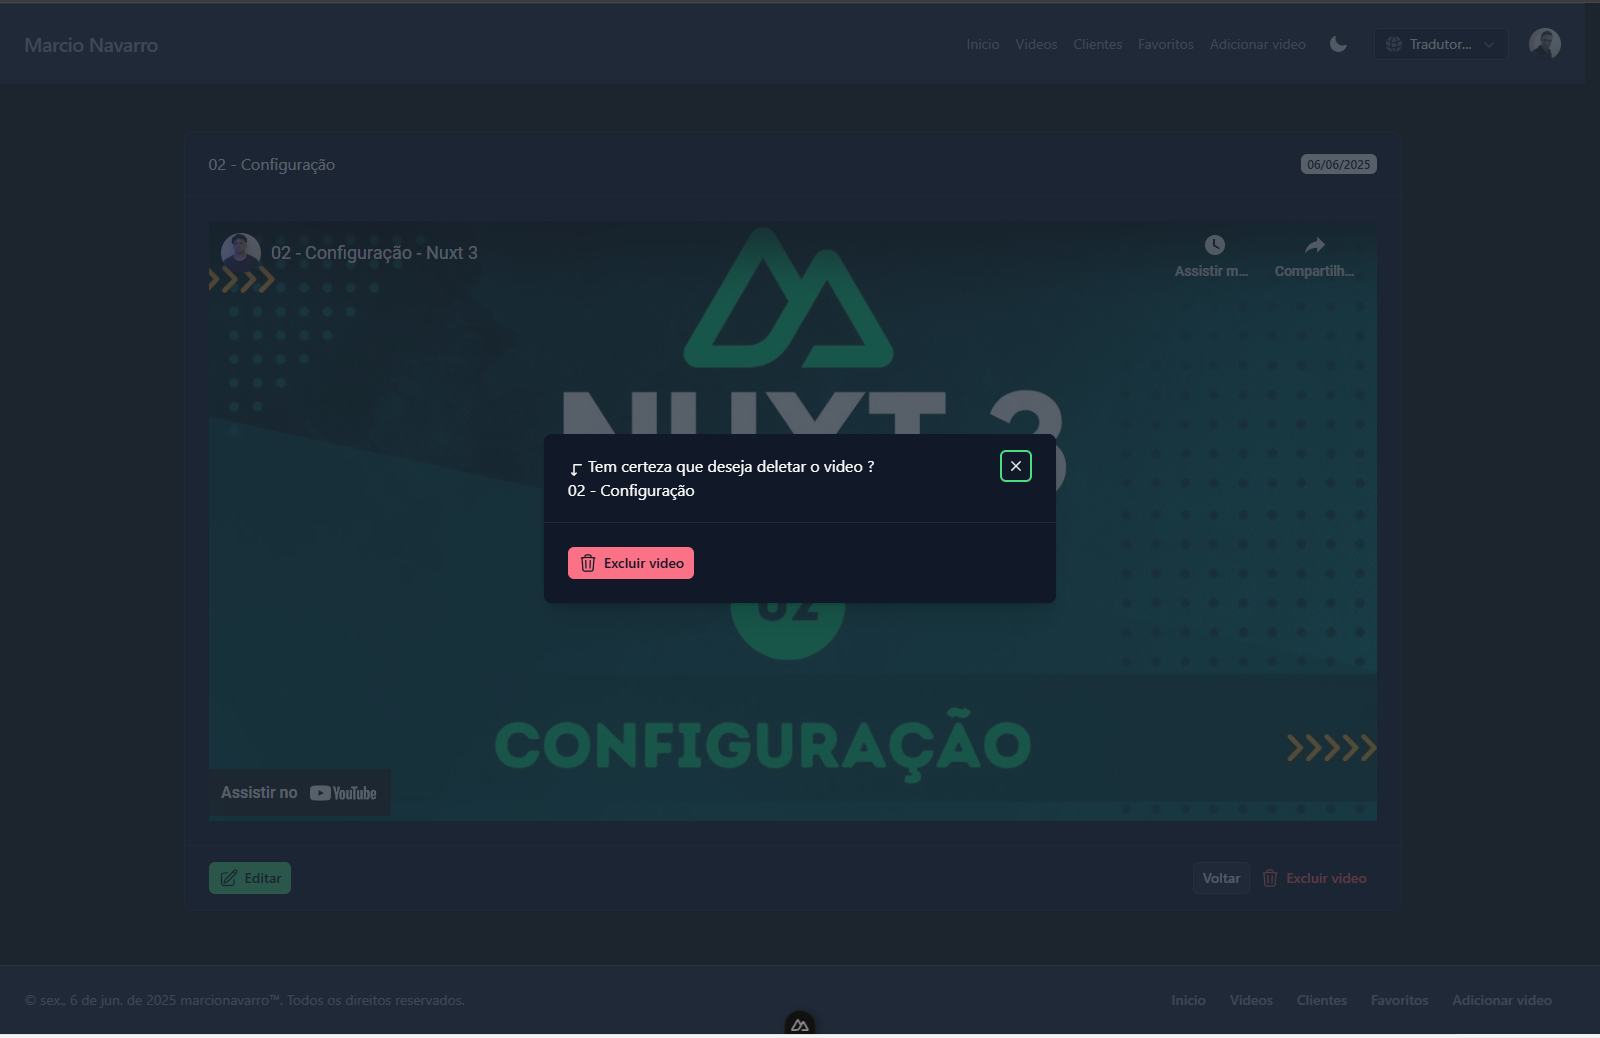 Marcio Navarro
Inicio Videos Clientes Favoritos Adicionar video
Tradutor...
02 - Configuração
06/06/2025
02 - Configuração - Nuxt 3
Assistir m...
Compartilh...
NUXT 3
Tem certeza que deseja deletar o video ?
02 - Configuração
Excluir video
02
CONFIGURAÇÃO
Assistir no YouTube
Editar
Voltar
Excluir video
© sex., 6 de jun. de 2025 marcionavarro™. Todos os direitos reservados.
Inicio Videos Clientes Favoritos Adicionar video